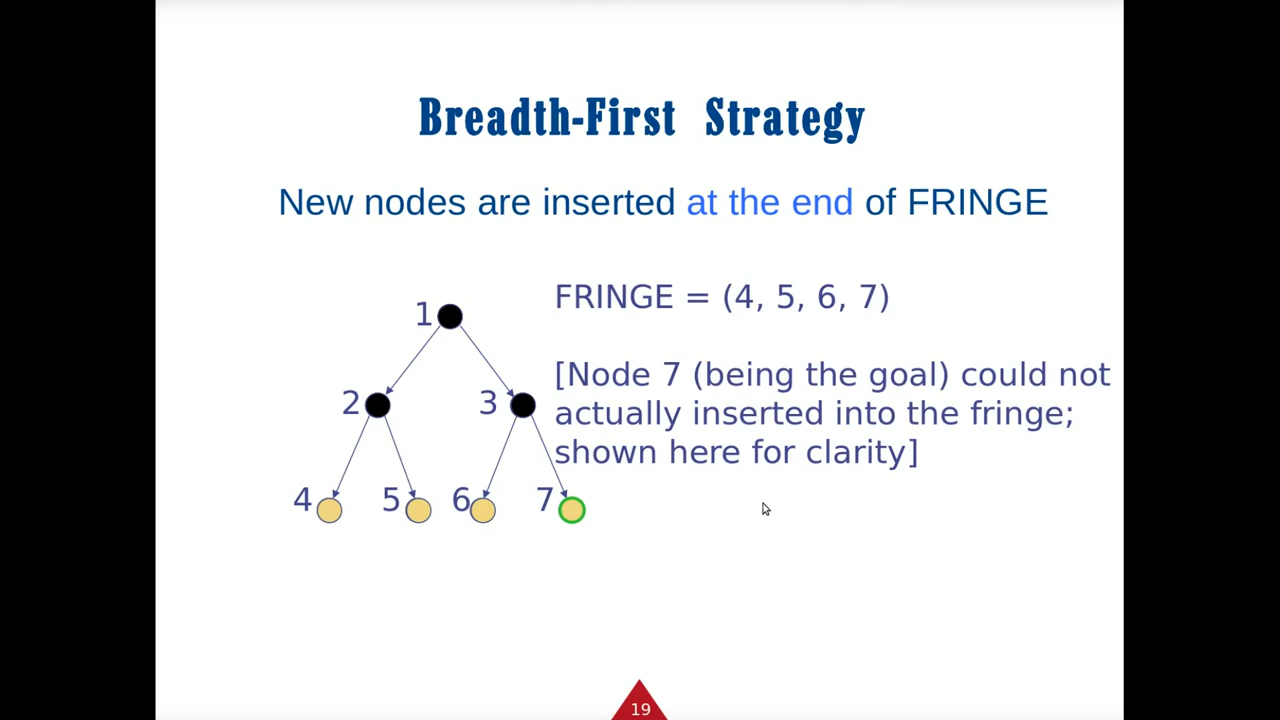 Breadth-First Strategy
New nodes are inserted at the end of FRINGE
FRINGE = (4, 5, 6, 7)
1
[Node 7 (being the goal) could not
2
3
actually inserted into the fringe;
shown here for clarity]
4
5
6
7
19